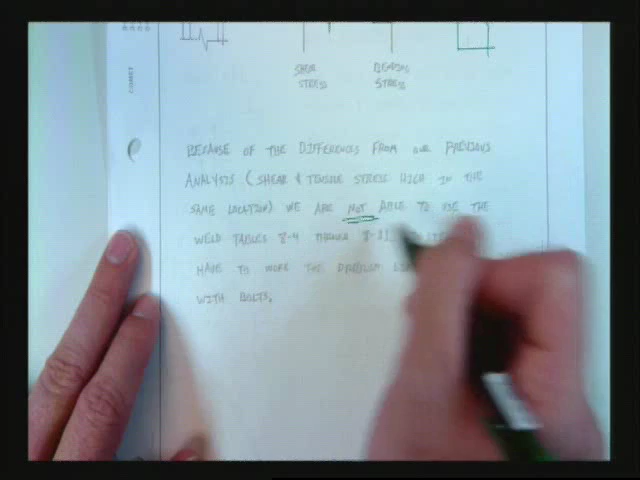 COMET
SHEAR
STRESS
BENDING
STRESS
BECAUSE OF THE DIFFERENCES FROM OUR PREVIOUS
ANALYSIS (SHEAR & TENSILE STRESS HIGH IN THE
SAME LOCATION) WE ARE NOT ABLE TO USE THE
WELD TABLES 8-4 THROUGH 8-11
HAVE TO WORK THE PROBLEM
WITH BOLTS.